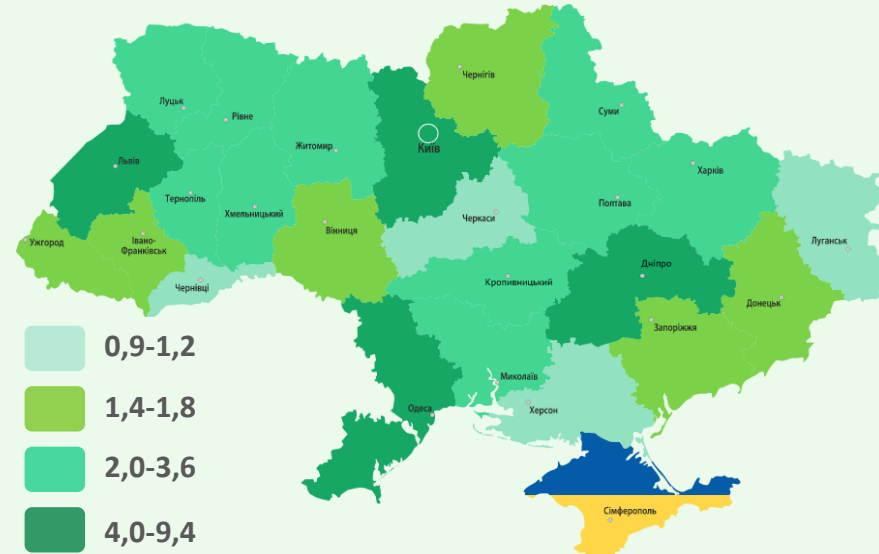 Чернігів
Луцьк
Рівне
Суми
Житомир
Київ
Львів
Харків
Тернопіль
Хмельницький
Полтава
Черкаси
Вінниця
Ужгород
Івано-
Франківськ
Луганськ
Дніпро
Чернівці
Кропивницький
Донецьк
Запоріжжя
0,9-1,2
Миколаїв
1,4-1,8
Одеса
Херсон
2,0-3,6
Сімферополь
4,0-9,4